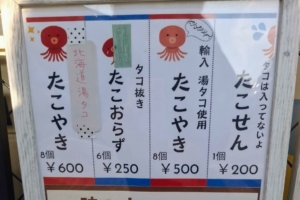 タコは入ってないよ
たこせん
1個
¥200
輸入 湯タコ使用
たこやき
8個
¥500
タコ抜き
たこおらず
6個
¥250
北海道湯タコ
たこやき
8個
¥600